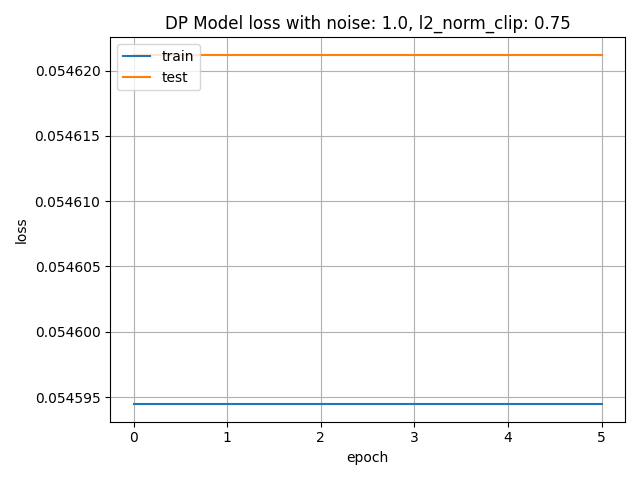 DP Model loss with noise: 1.0, l2_norm_clip: 0.75
train
test
0.054620
0.054615
0.054610
0.054605
0.054600
0.054595
loss
0 1 2 3 4 5
epoch